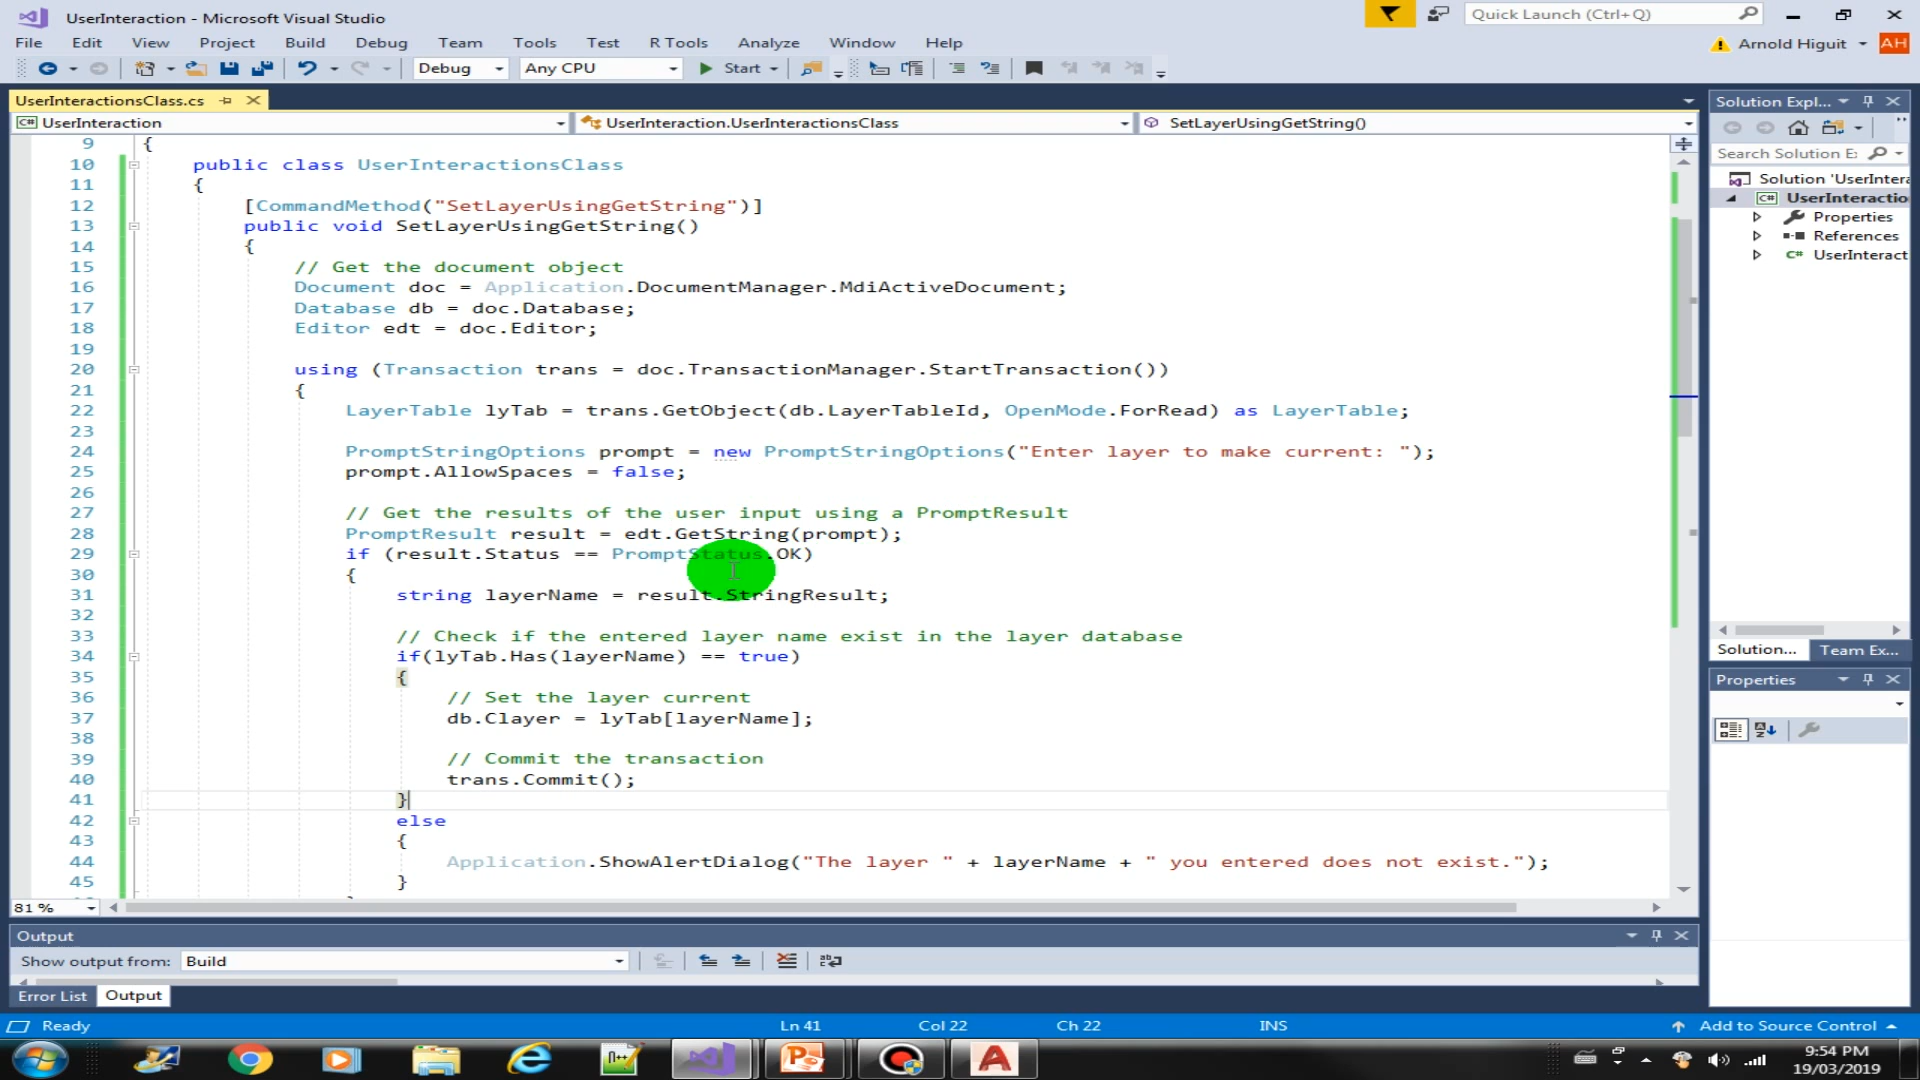 UserInteraction - Microsoft Visual Studio
Quick Launch (Ctrl+Q)
File Edit View Project Build Debug Team Tools Test R Tools Analyze Window Help
Arnold Higuit AH
Debug Any CPU Start
UserInteractionsClass.cs
UserInteraction UserInteraction.UserInteractionsClass SetLayerUsingGetString()
9 {
10 public class UserInteractionsClass
11 {
12 [CommandMethod("SetLayerUsingGetString")]
13 public void SetLayerUsingGetString()
14 {
15 // Get the document object
16 Document doc = Application.DocumentManager.MdiActiveDocument;
17 Database db = doc.Database;
18 Editor edt = doc.Editor;
19
20 using (Transaction trans = doc.TransactionManager.StartTransaction())
21 {
22 LayerTable lyTab = trans.GetObject(db.LayerTableId, OpenMode.ForRead) as LayerTable;
23
24 PromptStringOptions prompt = new PromptStringOptions("Enter layer to make current: ");
25 prompt.AllowSpaces = false;
26
27 // Get the results of the user input using a PromptResult
28 PromptResult result = edt.GetString(prompt);
29 if (result.Status == PromptStatus.OK)
30 {
31 string layerName = result.StringResult;
32
33 // Check if the entered layer name exist in the layer database
34 if(lyTab.Has(layerName) == true)
35 {
36 // Set the layer current
37 db.Clayer = lyTab[layerName];
38
39 // Commit the transaction
40 trans.Commit();
41 }
42 else
43 {
44 Application.ShowAlertDialog("The layer " + layerName + " you entered does not exist.");
45 }
81 %
Solution Expl...
Search Solution E
Solution 'UserIntera
UserInteractio
Properties
References
UserInteract
Solution... Team Ex...
Properties
Output
Show output from: Build
Error List Output
Ready Ln 41 Col 22 Ch 22 INS Add to Source Control
9:54 PM
19/03/2019